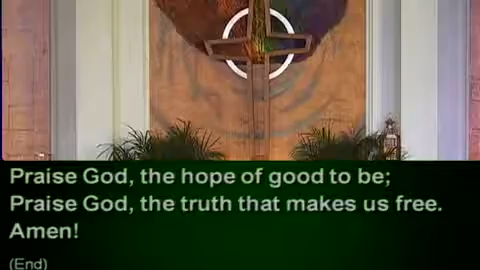 Praise God, the hope of good to be;
Praise God, the truth that makes us free.
Amen!
(End)